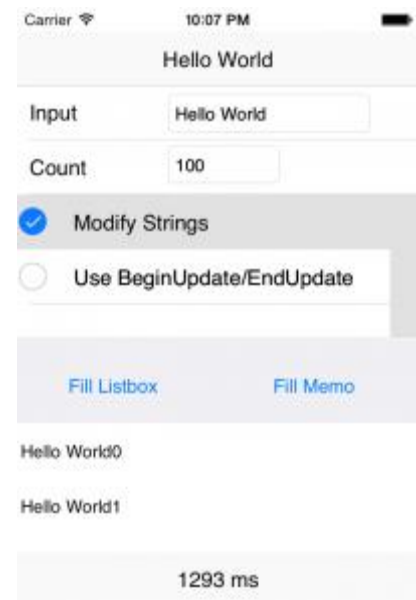 Carrier 10:07 PM
Hello World
Input Hello World
Count 100
Modify Strings
Use BeginUpdate/EndUpdate
Fill Listbox Fill Memo
Hello World0
Hello World1
1293 ms